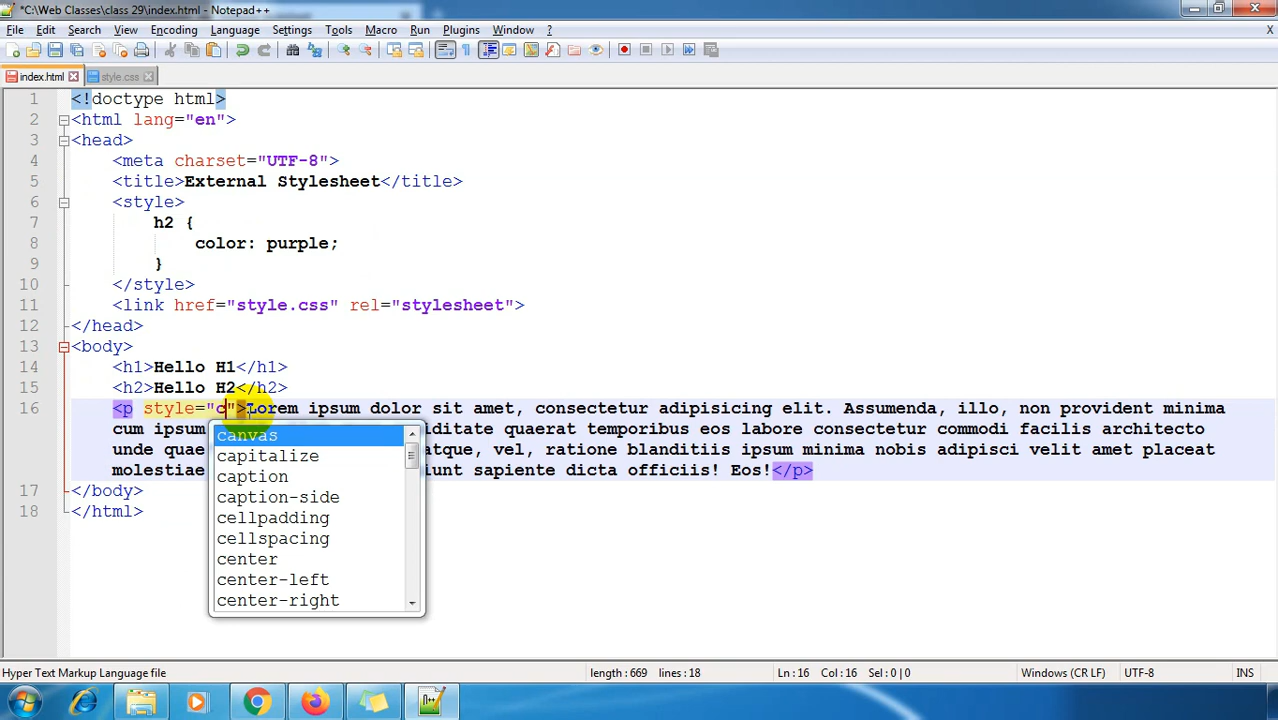 *C:\Web Classes\class 29\index.html - Notepad++
File Edit Search View Encoding Language Settings Tools Macro Run Plugins Window ?
X
index.html style.css
1 <!doctype html>
2 <html lang="en">
3 <head>
4 <meta charset="UTF-8">
5 <title>External Stylesheet</title>
6 <style>
7 h2 {
8 color: purple;
9 }
10 </style>
11 <link href="style.css" rel="stylesheet">
12 </head>
13 <body>
14 <h1>Hello H1</h1>
15 <h2>Hello H2</h2>
16 <p style="c">Lorem ipsum dolor sit amet, consectetur adipisicing elit. Assumenda, illo, non provident minima
cum ipsum iditate quaerat temporibus eos labore consectetur commodi facilis architecto
unde quae atque, vel, ratione blanditiis ipsum minima nobis adipisci velit amet placeat
molestiae iunt sapiente dicta officiis! Eos!</p>
17 </body>
18 </html>
canvas
capitalize
caption
caption-side
cellpadding
cellspacing
center
center-left
center-right
Hyper Text Markup Language file length : 669 lines : 18 Ln : 16 Col : 16 Sel : 0 | 0 Windows (CR LF) UTF-8 INS